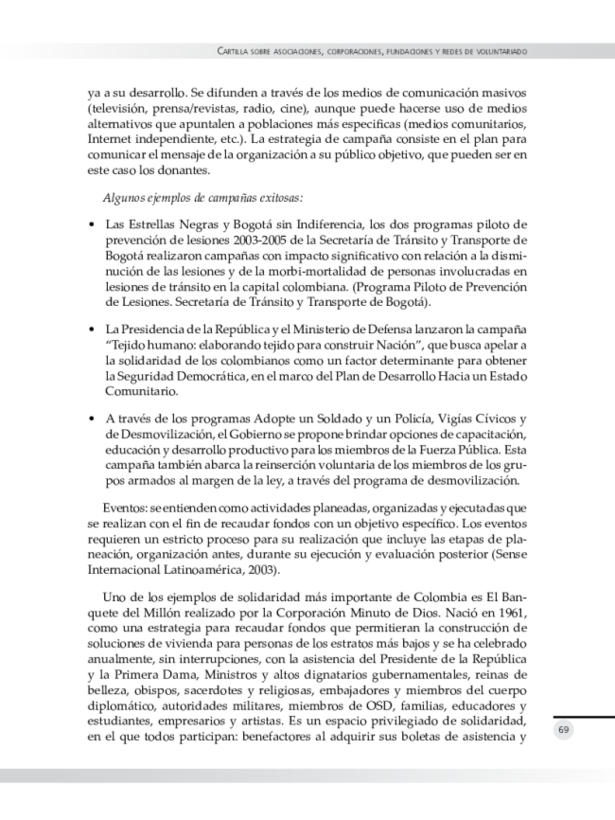 Cartilla sobre asociaciones, corporaciones, fundaciones y redes de voluntariado
ya a su desarrollo. Se difunden a través de los medios de comunicación masivos
(televisión, prensa/revistas, radio, cine), aunque puede hacerse uso de medios
alternativos que apuntalen a poblaciones más especificas (medios comunitarios,
Internet independiente, etc.). La estrategia de campaña consiste en el plan para
comunicar el mensaje de la organización a su público objetivo, que pueden ser en
este caso los donantes.
Algunos ejemplos de campañas exitosas:
• Las Estrellas Negras y Bogotá sin Indiferencia, los dos programas piloto de
prevención de lesiones 2003-2005 de la Secretaría de Tránsito y Transporte de
Bogotá realizaron campañas con impacto significativo con relación a la dismi-
nución de las lesiones y de la morbi-mortalidad de personas involucradas en
lesiones de tránsito en la capital colombiana. (Programa Piloto de Prevención
de Lesiones. Secretaría de Tránsito y Transporte de Bogotá).
• La Presidencia de la República y el Ministerio de Defensa lanzaron la campaña
“Tejido humano: elaborando tejido para construir Nación”, que busca apelar a
la solidaridad de los colombianos como un factor determinante para obtener
la Seguridad Democrática, en el marco del Plan de Desarrollo Hacia un Estado
Comunitario.
• A través de los programas Adopte un Soldado y un Policía, Vigías Cívicos y
de Desmovilización, el Gobierno se propone brindar opciones de capacitación,
educación y desarrollo productivo para los miembros de la Fuerza Pública. Esta
campaña también abarca la reinserción voluntaria de los miembros de los gru-
pos armados al margen de la ley, a través del programa de desmovilización.
Eventos: se entienden como actividades planeadas, organizadas y ejecutadas que
se realizan con el fin de recaudar fondos con un objetivo específico. Los eventos
requieren un estricto proceso para su realización que incluye las etapas de pla-
neación, organización antes, durante su ejecución y evaluación posterior (Sense
Internacional Latinoamérica, 2003).
Uno de los ejemplos de solidaridad más importante de Colombia es El Ban-
quete del Millón realizado por la Corporación Minuto de Dios. Nació en 1961,
como una estrategia para recaudar fondos que permitieran la construcción de
soluciones de vivienda para personas de los estratos más bajos y se ha celebrado
anualmente, sin interrupciones, con la asistencia del Presidente de la República
y la Primera Dama, Ministros y altos dignatarios gubernamentales, reinas de
belleza, obispos, sacerdotes y religiosas, embajadores y miembros del cuerpo
diplomático, autoridades militares, miembros de OSD, familias, educadores y
estudiantes, empresarios y artistas. Es un espacio privilegiado de solidaridad,
en el que todos participan: benefactores al adquirir sus boletas de asistencia y
69